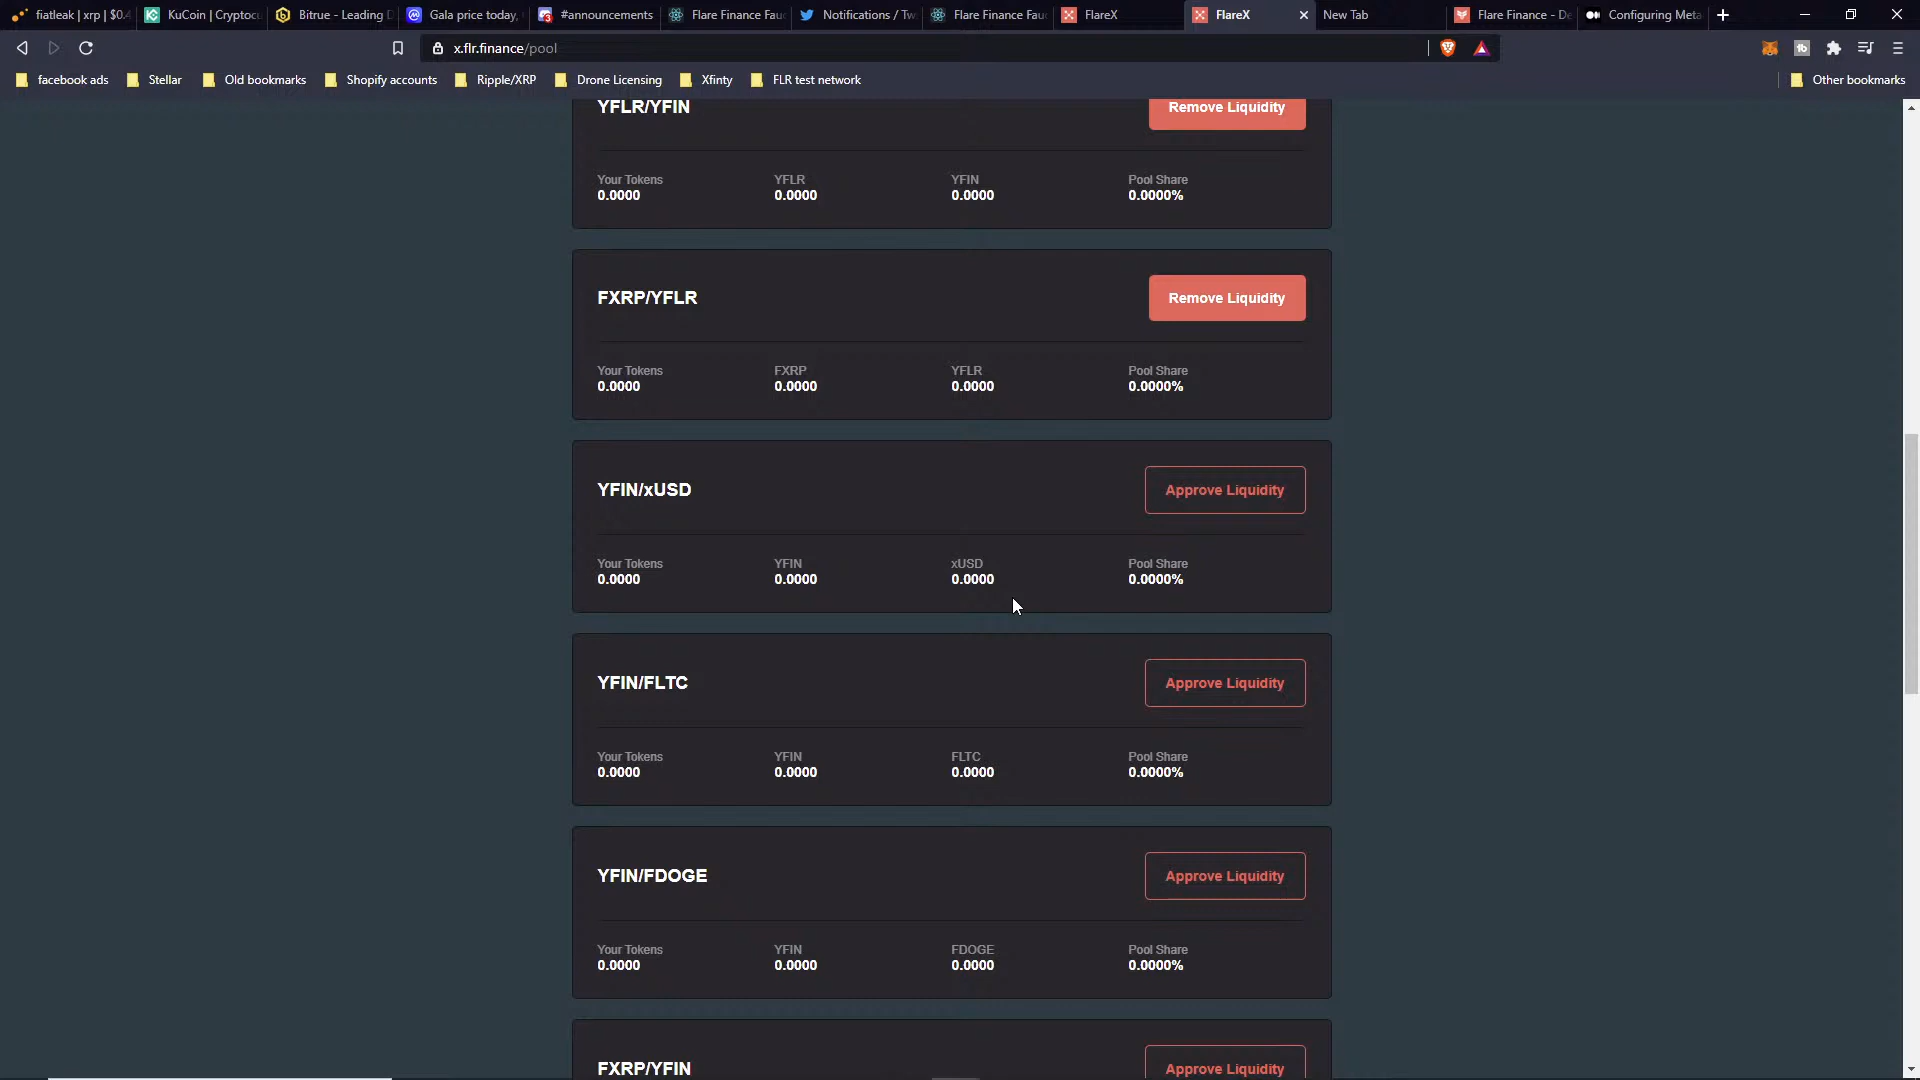 fiatleak | xrp | $0.4
KuCoin | Cryptocu
Bitrue - Leading D
Gala price today,
#announcements
Flare Finance Fauc
Notifications / Tw
Flare Finance Fauc
FlareX
FlareX
New Tab
Flare Finance - De
Configuring Meta
x.flr.finance/pool
facebook ads
Stellar
Old bookmarks
Shopify accounts
Ripple/XRP
Drone Licensing
Xfinty
FLR test network
Other bookmarks
YFLR/YFIN
Remove Liquidity
Your Tokens YFLR YFIN Pool Share
0.0000 0.0000 0.0000 0.0000%
FXRP/YFLR
Remove Liquidity
Your Tokens FXRP YFLR Pool Share
0.0000 0.0000 0.0000 0.0000%
YFIN/xUSD
Approve Liquidity
Your Tokens YFIN xUSD Pool Share
0.0000 0.0000 0.0000 0.0000%
YFIN/FLTC
Approve Liquidity
Your Tokens YFIN FLTC Pool Share
0.0000 0.0000 0.0000 0.0000%
YFIN/FDOGE
Approve Liquidity
Your Tokens YFIN FDOGE Pool Share
0.0000 0.0000 0.0000 0.0000%
FXRP/YFIN
Approve Liquidity